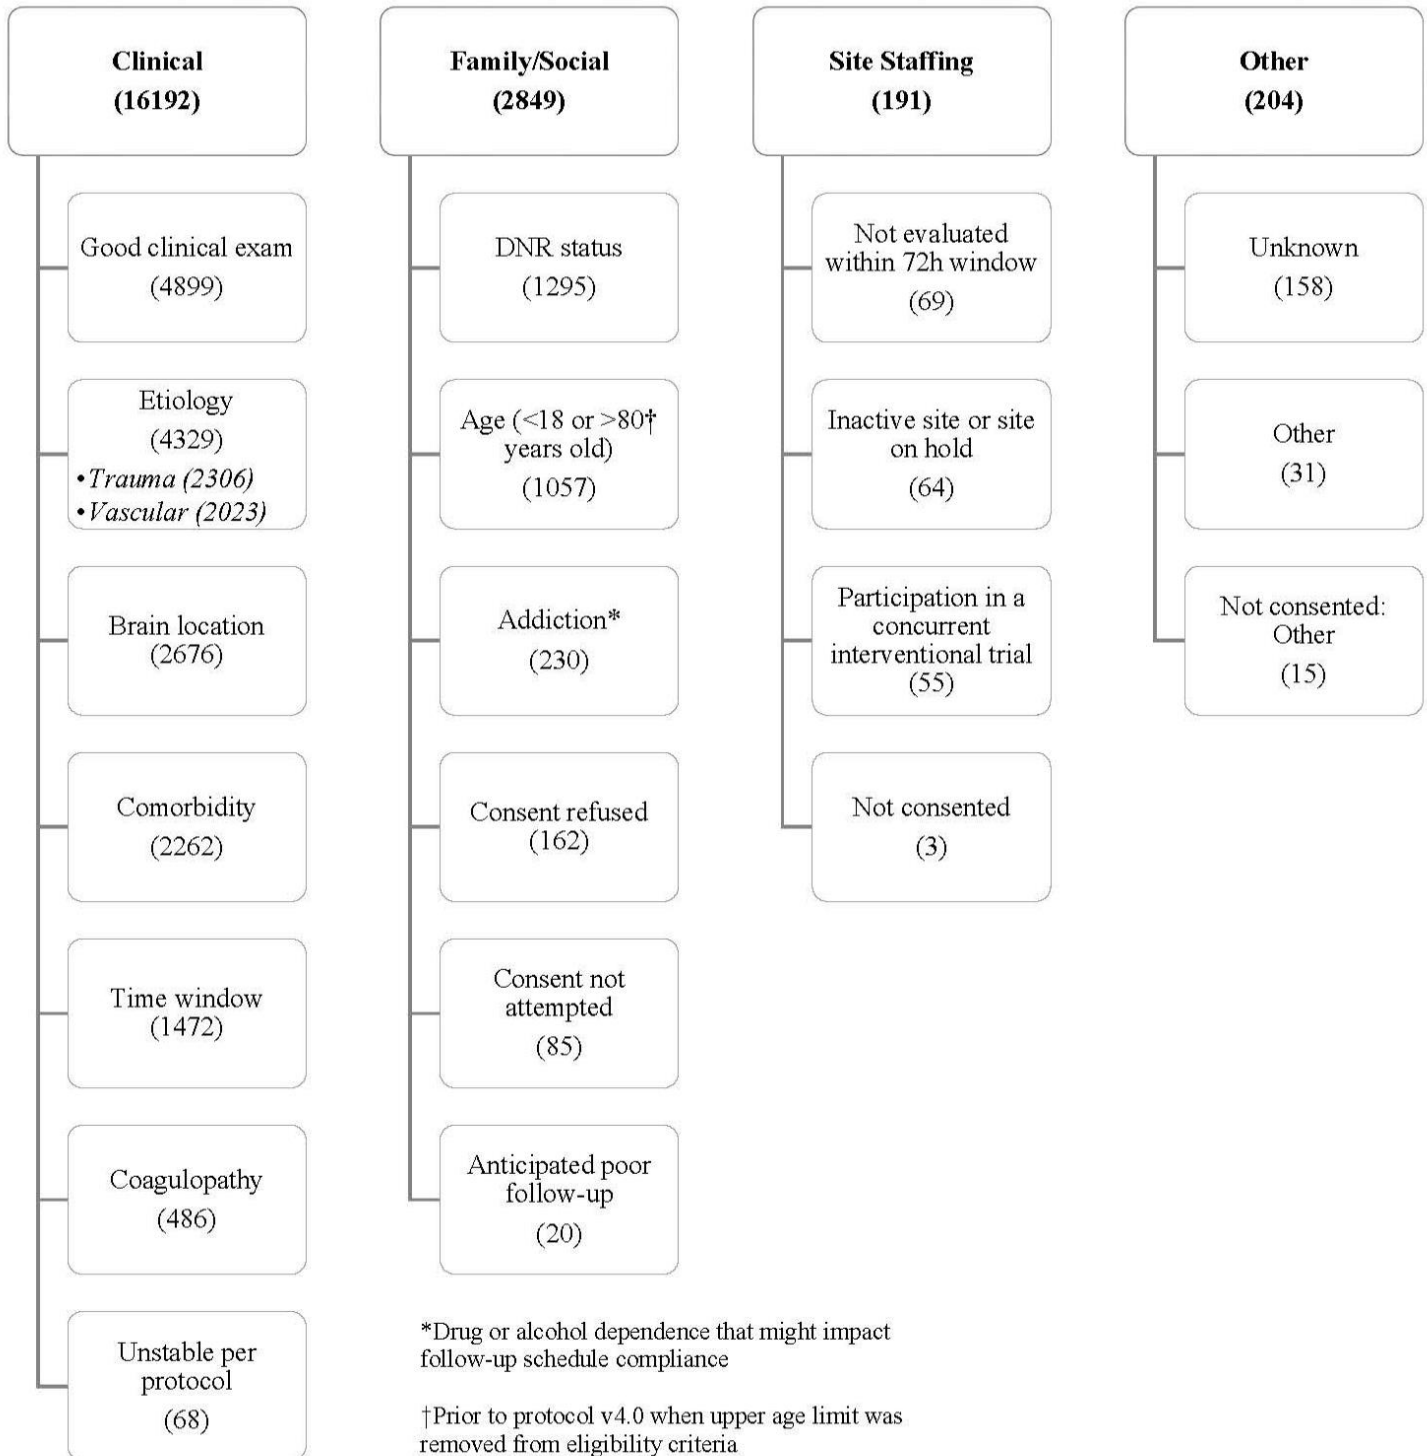 Clinical
(16192)
Good clinical exam
(4899)
Etiology
(4329)
•Trauma (2306)
•Vascular (2023)
Brain location
(2676)
Comorbidity
(2262)
Time window
(1472)
Coagulopathy
(486)
Unstable per
protocol
(68)
Family/Social
(2849)
DNR status
(1295)
Age (<18 or >80†
years old)
(1057)
Addiction*
(230)
Consent refused
(162)
Consent not
attempted
(85)
Anticipated poor
follow-up
(20)
Site Staffing
(191)
Not evaluated
within 72h window
(69)
Inactive site or site
on hold
(64)
Participation in a
concurrent
interventional trial
(55)
Not consented
(3)
Other
(204)
Unknown
(158)
Other
(31)
Not consented:
Other
(15)
*Drug or alcohol dependence that might impact
follow-up schedule compliance
†Prior to protocol v4.0 when upper age limit was
removed from eligibility criteria